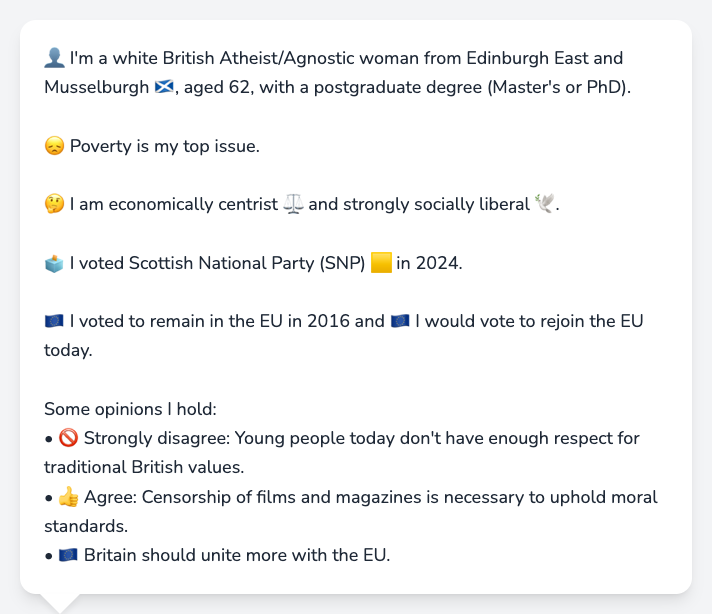 👤 I'm a white British Atheist/Agnostic woman from Edinburgh East and
Musselburgh 🏴󠁧󠁢󠁳󠁣󠁴󠁿, aged 62, with a postgraduate degree (Master's or PhD).
😞 Poverty is my top issue.
🤔 I am economically centrist ⚖️ and strongly socially liberal 🕊️.
🗳️ I voted Scottish National Party (SNP) 🟨 in 2024.
🇪🇺 I voted to remain in the EU in 2016 and 🇪🇺 I would vote to rejoin the EU
today.
Some opinions I hold:
• 🚫 Strongly disagree: Young people today don't have enough respect for
traditional British values.
• 👍 Agree: Censorship of films and magazines is necessary to uphold moral
standards.
• 🇪🇺 Britain should unite more with the EU.